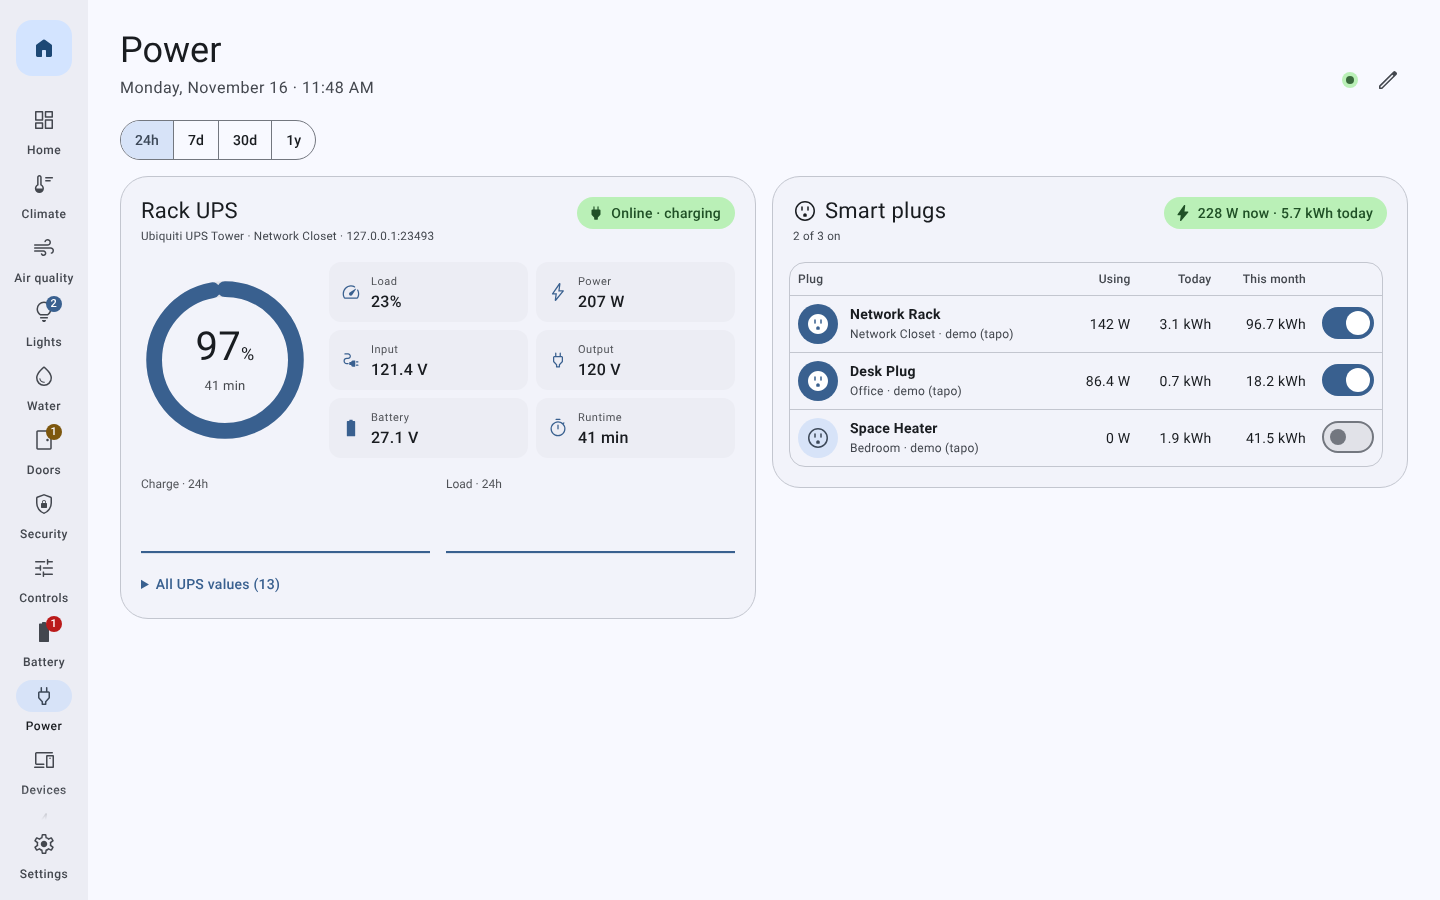 Power
Monday, November 16 · 11:48 AM
24h 7d 30d 1y
Home
Climate
Air quality
2
Lights
Water
1
Doors
Security
Controls
1
Battery
Power
Devices
Settings
Rack UPS
Online · charging
Ubiquiti UPS Tower · Network Closet · 127.0.0.1:23493
97%
41 min
Load
23%
Power
207 W
Input
121.4 V
Output
120 V
Battery
27.1 V
Runtime
41 min
Charge · 24h
Load · 24h
All UPS values (13)
Smart plugs
228 W now · 5.7 kWh today
2 of 3 on
Plug Using Today This month
Network Rack
Network Closet · demo (tapo)
142 W 3.1 kWh 96.7 kWh
Desk Plug
Office · demo (tapo)
86.4 W 0.7 kWh 18.2 kWh
Space Heater
Bedroom · demo (tapo)
0 W 1.9 kWh 41.5 kWh